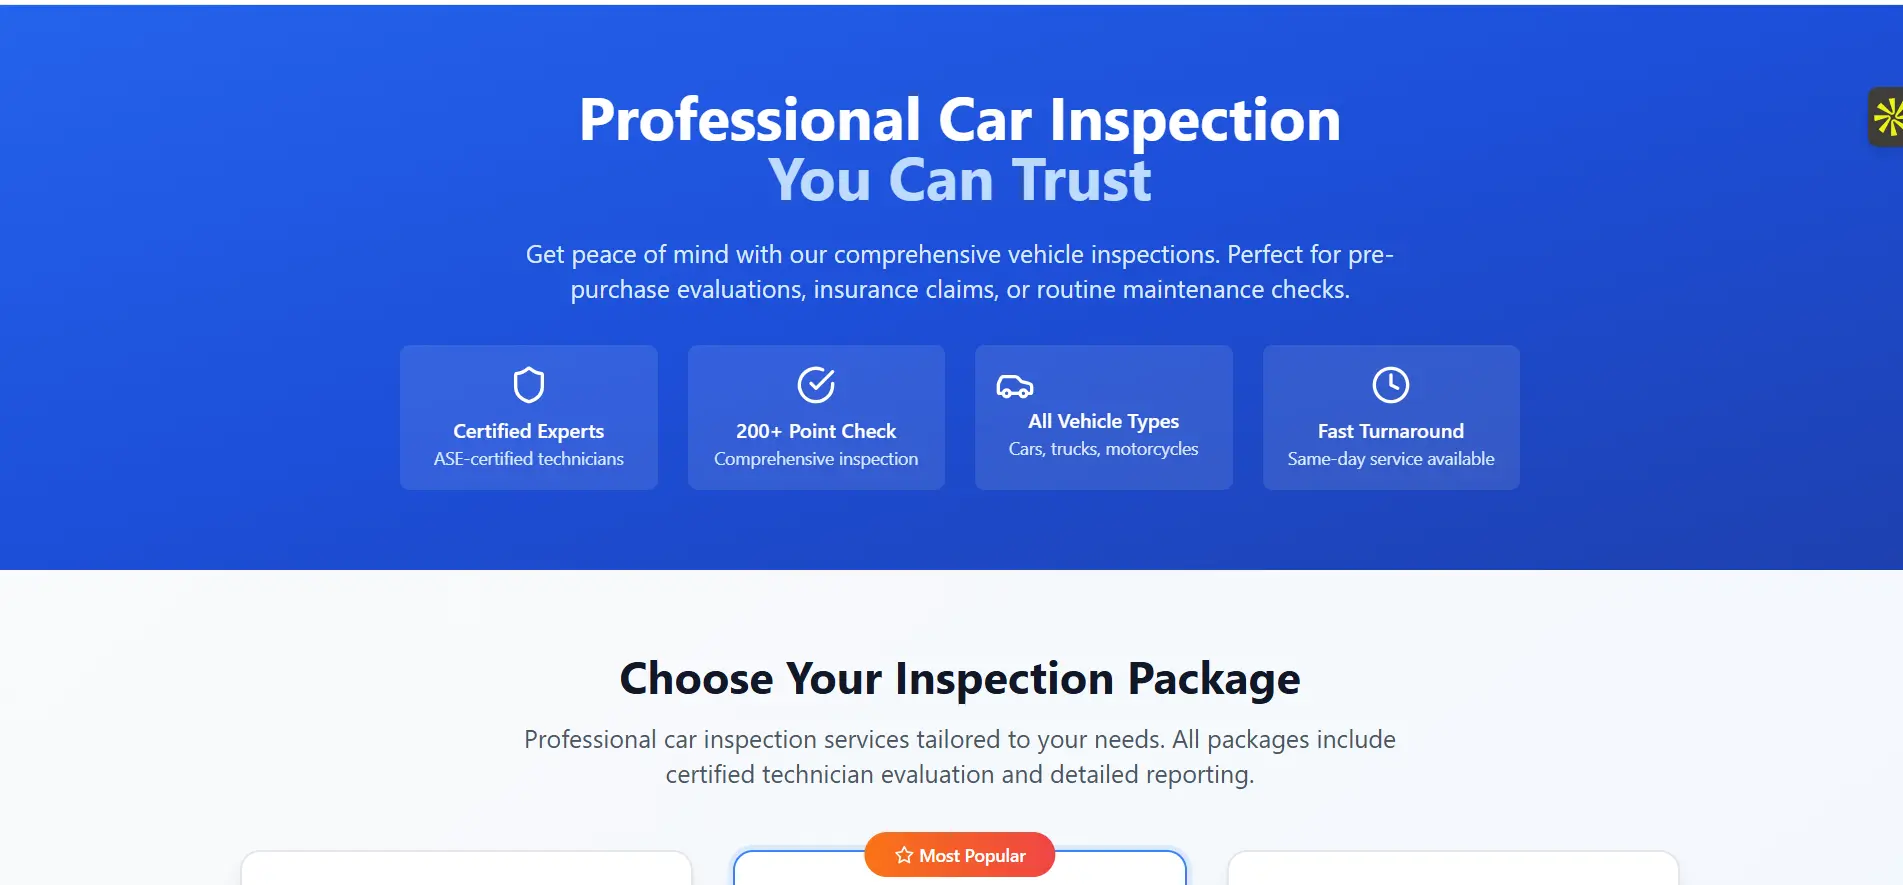 Professional Car Inspection
You Can Trust
Get peace of mind with our comprehensive vehicle inspections. Perfect for pre-
purchase evaluations, insurance claims, or routine maintenance checks.
Certified Experts
ASE-certified technicians
200+ Point Check
Comprehensive inspection
All Vehicle Types
Cars, trucks, motorcycles
Fast Turnaround
Same-day service available
Choose Your Inspection Package
Professional car inspection services tailored to your needs. All packages include
certified technician evaluation and detailed reporting.
Most Popular